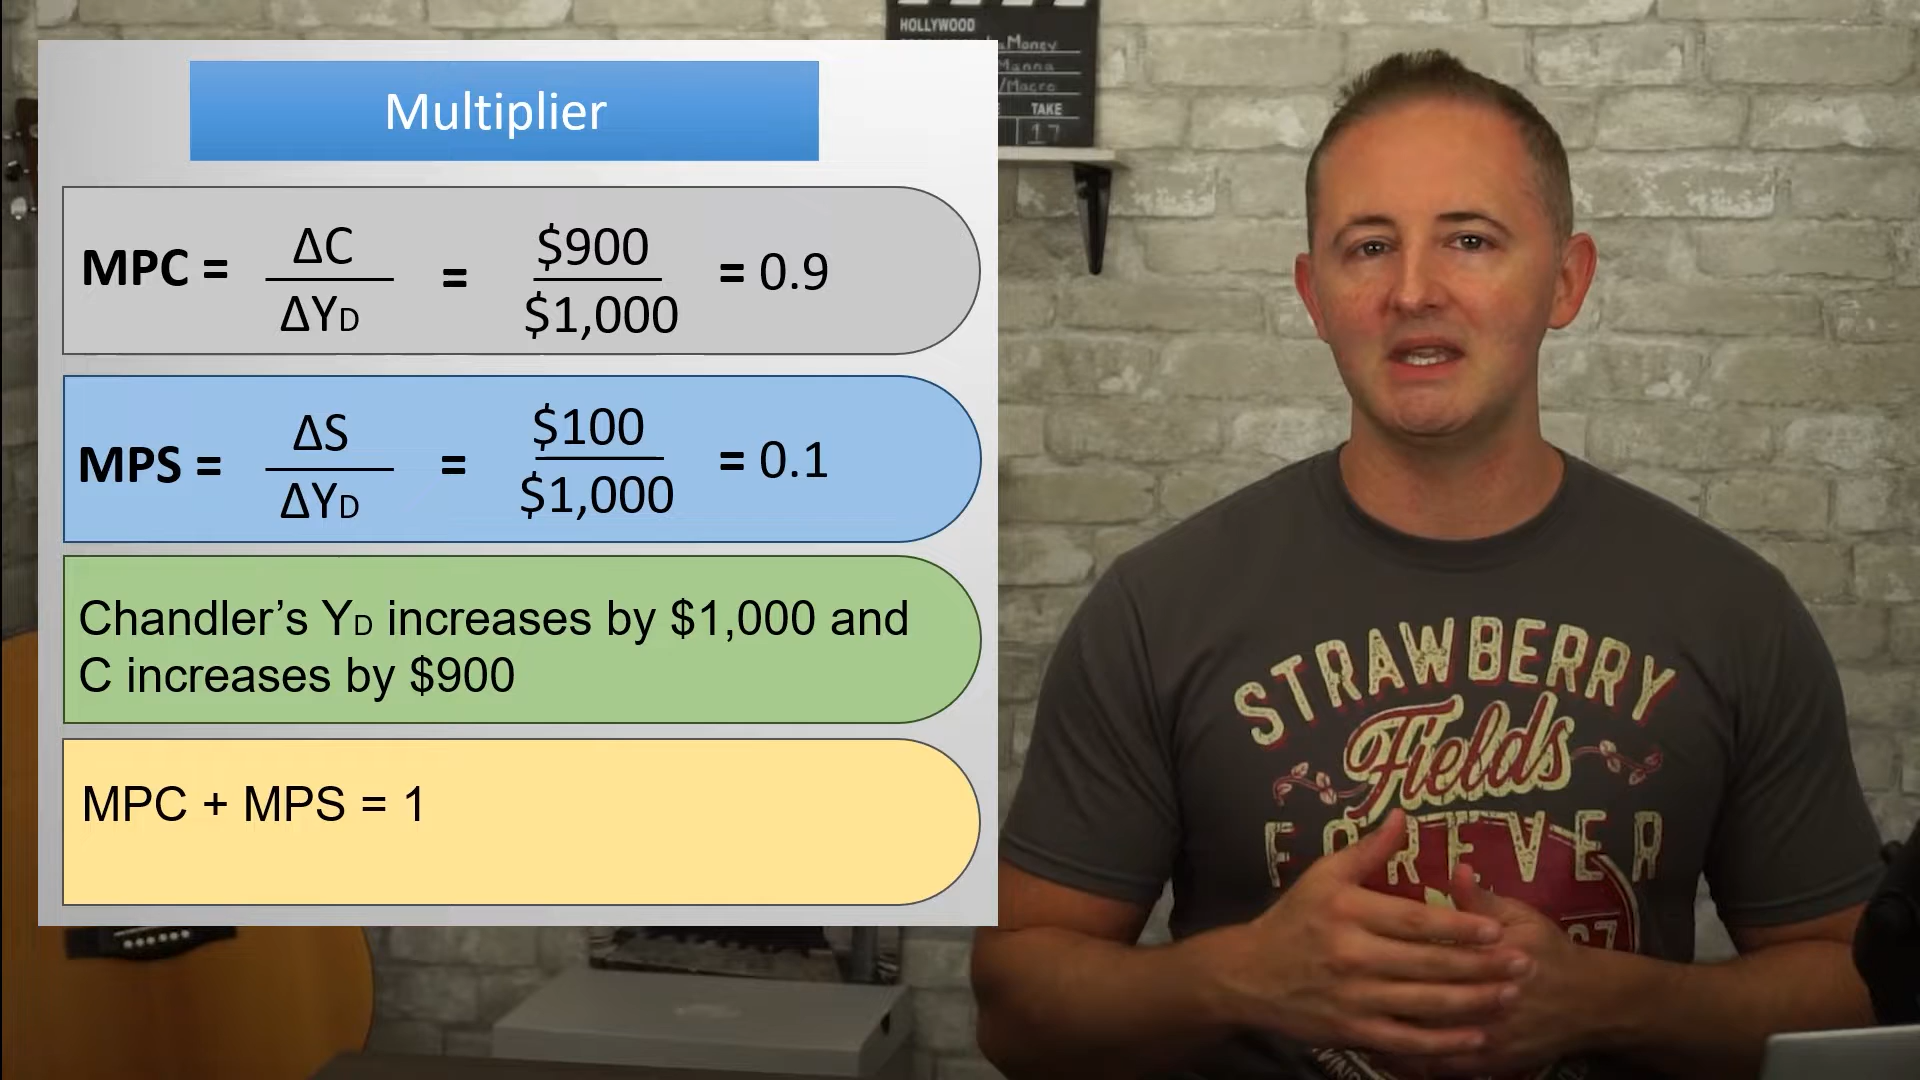 HOLLYWOOD
Money
Manna
/Macro
TAKE
17
Multiplier
MPC = ΔC / ΔYD = $900 / $1,000 = 0.9
MPS = ΔS / ΔYD = $100 / $1,000 = 0.1
Chandler’s YD increases by $1,000 and
C increases by $900
MPC + MPS = 1
STRAWBERRY
Fields
FOREVER
67